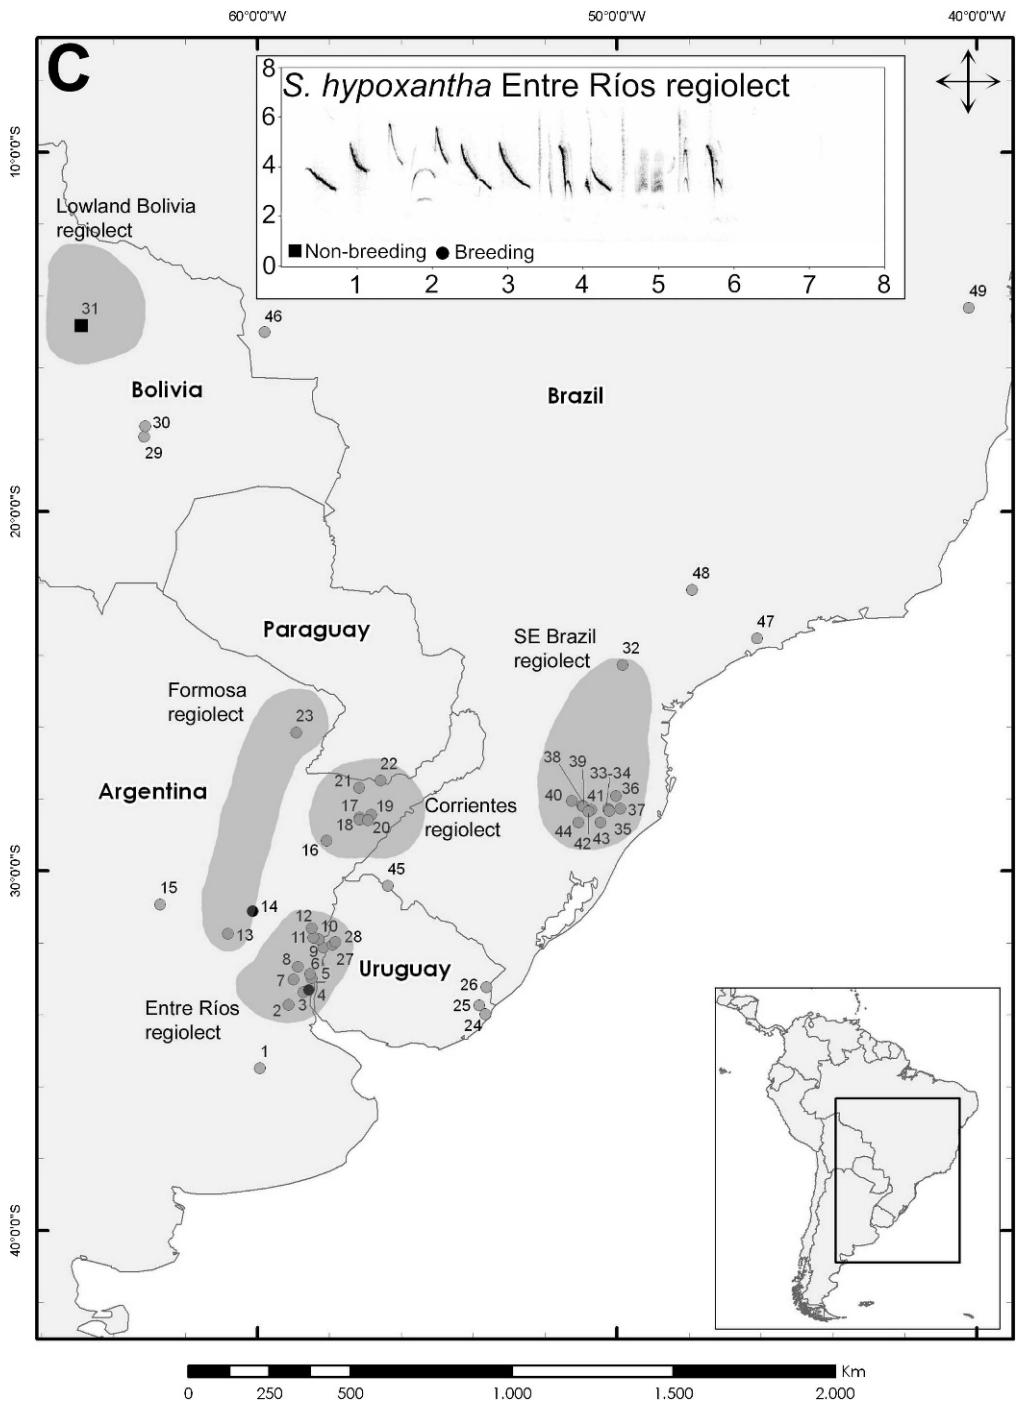 60°0'0"W
50°0'0"W
40°0'0"W
C
S. hypoxantha Entre Ríos regiolect
8
6
4
2
0
Non-breeding
Breeding
1
2
3
4
5
6
7
8
10°0'0"S
20°0'0"S
30°0'0"S
40°0'0"S
Lowland Bolivia
regiolect
31
46
49
Bolivia
Brazil
30
29
48
47
Paraguay
SE Brazil
regiolect
32
Formosa
regiolect
23
Argentina
38
39
33-34
40
41
36
37
44
42
43
35
22
21
17
19
18
20
16
Corrientes
regiolect
45
15
14
13
12
10
11
28
9
27
8
6
5
7
4
3
2
Uruguay
26
25
24
Entre Ríos
regiolect
1
Km
0
250
500
1.000
1.500
2.000